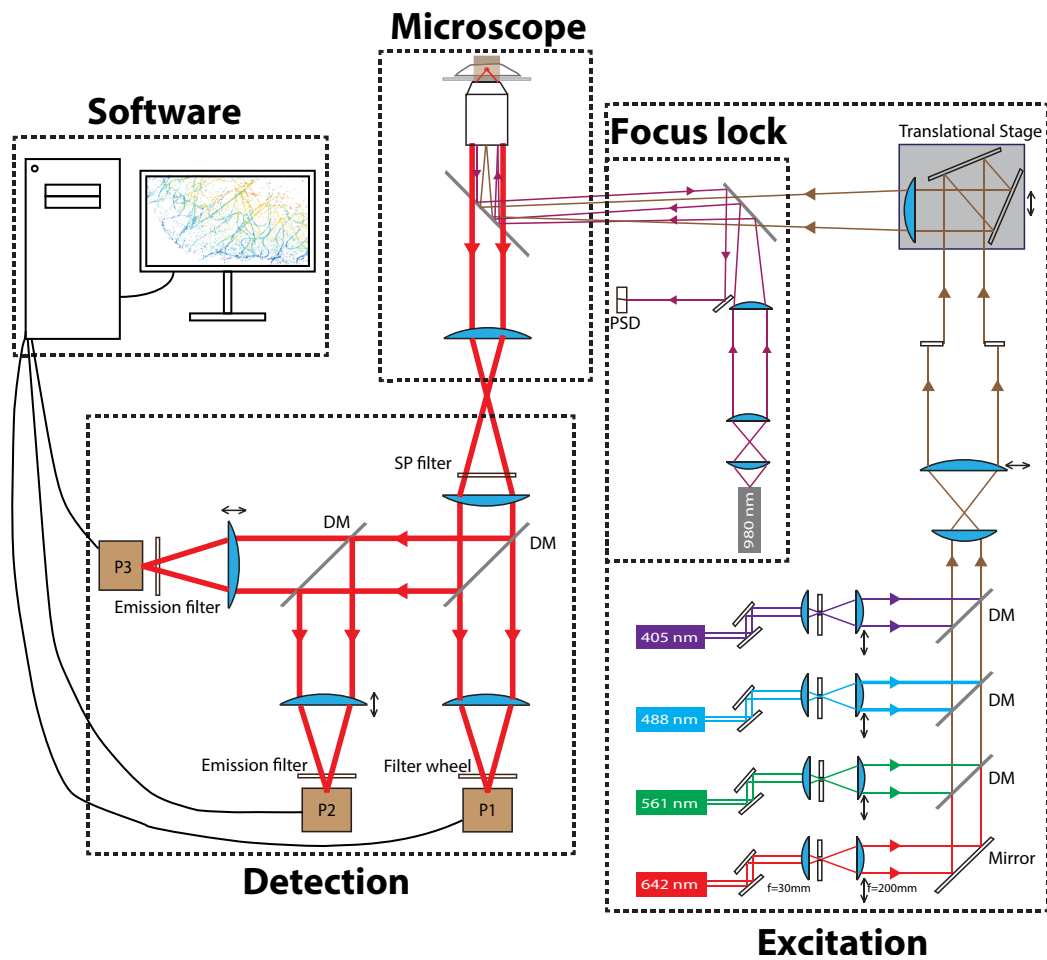 Microscope
Software
Focus lock
Translational Stage
PSD
SP filter
980 nm
DM
DM
P3
Emission filter
405 nm
DM
488 nm
DM
Emission filter
Filter wheel
561 nm
DM
P2
P1
642 nm
f=30mm
f=200mm
Mirror
Detection
Excitation